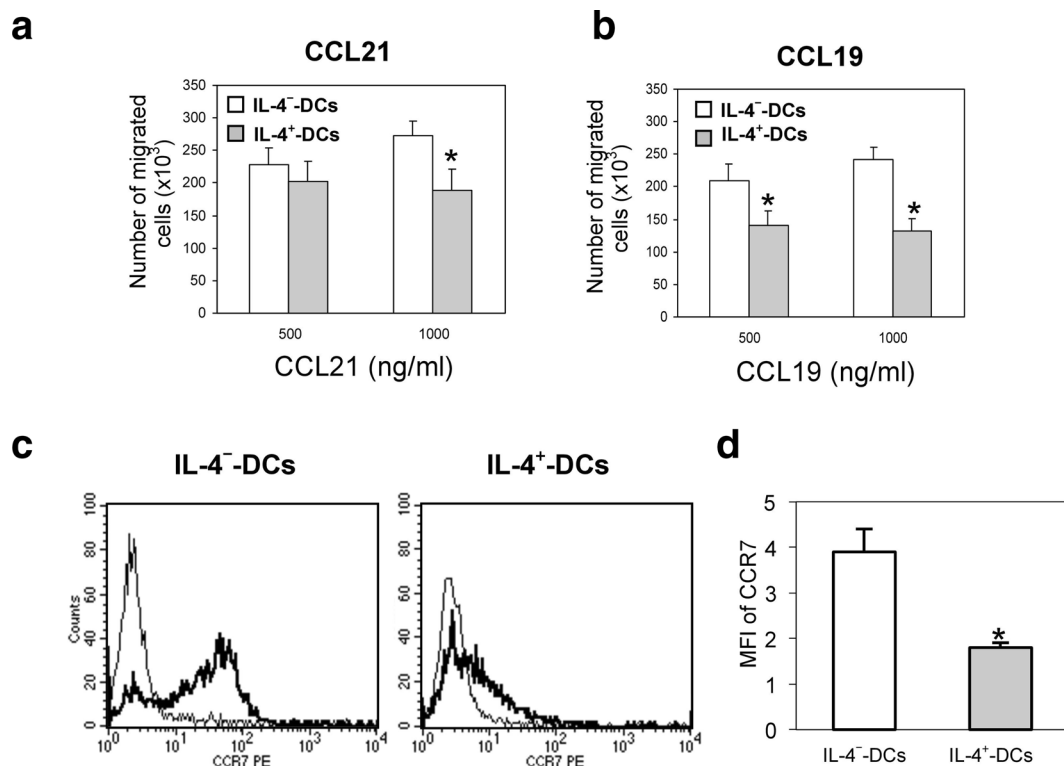 a
CCL21
Number of migrated
cells (x10³)
350
300
250
200
150
100
50
0
IL-4⁻-DCs
IL-4⁺-DCs
*
500
1000
CCL21 (ng/ml)
b
CCL19
Number of migrated
cells (x10³)
350
300
250
200
150
100
50
0
IL-4⁻-DCs
IL-4⁺-DCs
*
*
500
1000
CCL19 (ng/ml)
c
IL-4⁻-DCs
Counts
100
80
60
40
20
0
10⁰ 10¹ 10² 10³ 10⁴
CCR7 PE
IL-4⁺-DCs
100
80
60
40
20
0
10⁰ 10¹ 10² 10³ 10⁴
CCR7 PE
d
MFI of CCR7
5
4
3
2
1
0
*
IL-4⁻-DCs
IL-4⁺-DCs